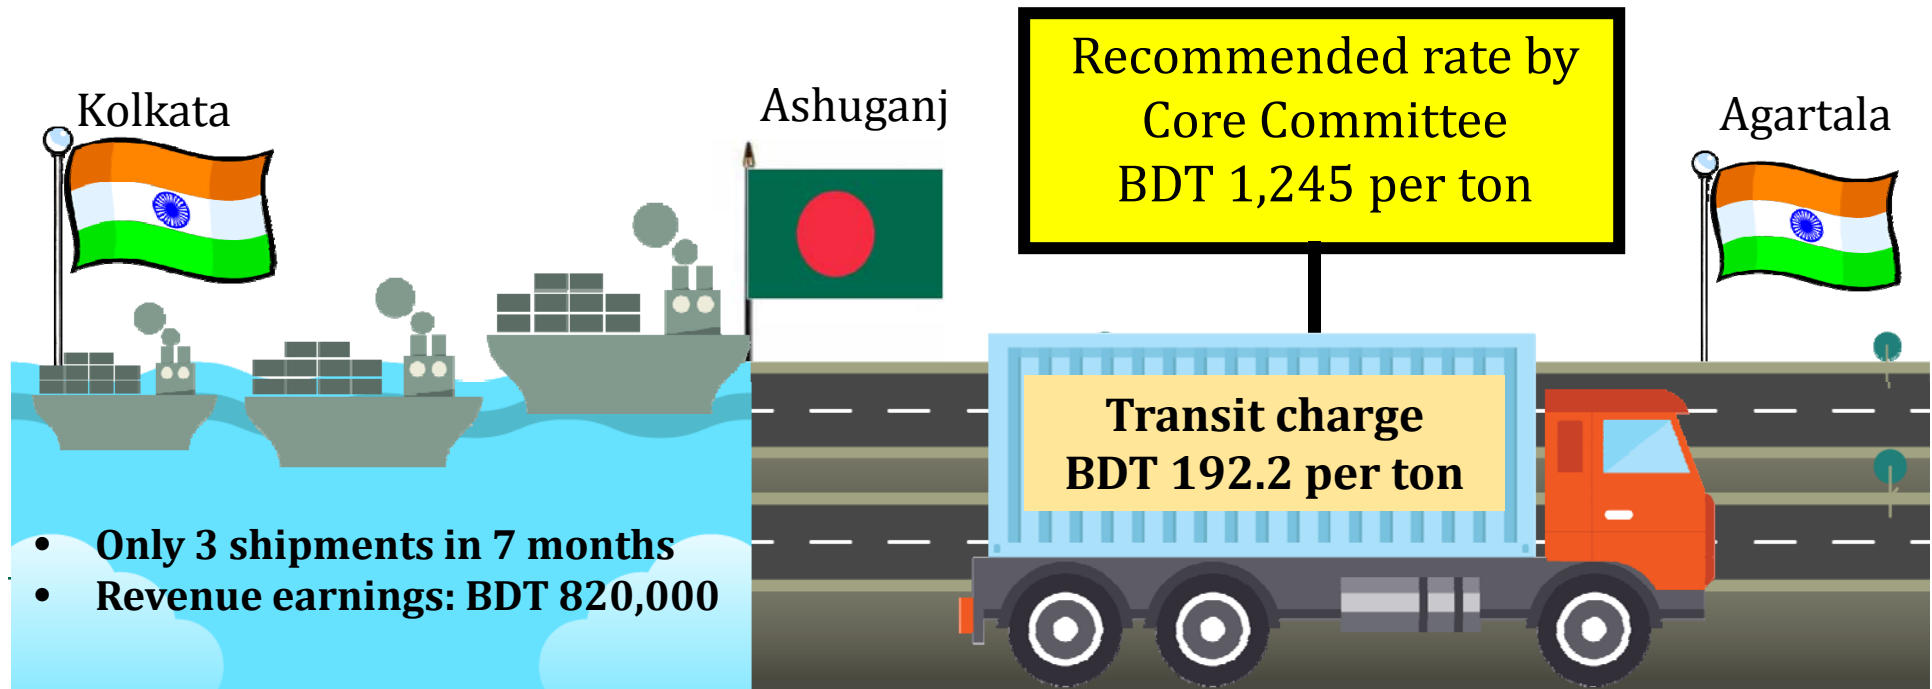 Kolkata
Ashuganj
Recommended rate by
Core Committee
BDT 1,245 per ton
Agartala
Transit charge
BDT 192.2 per ton
• Only 3 shipments in 7 months
• Revenue earnings: BDT 820,000